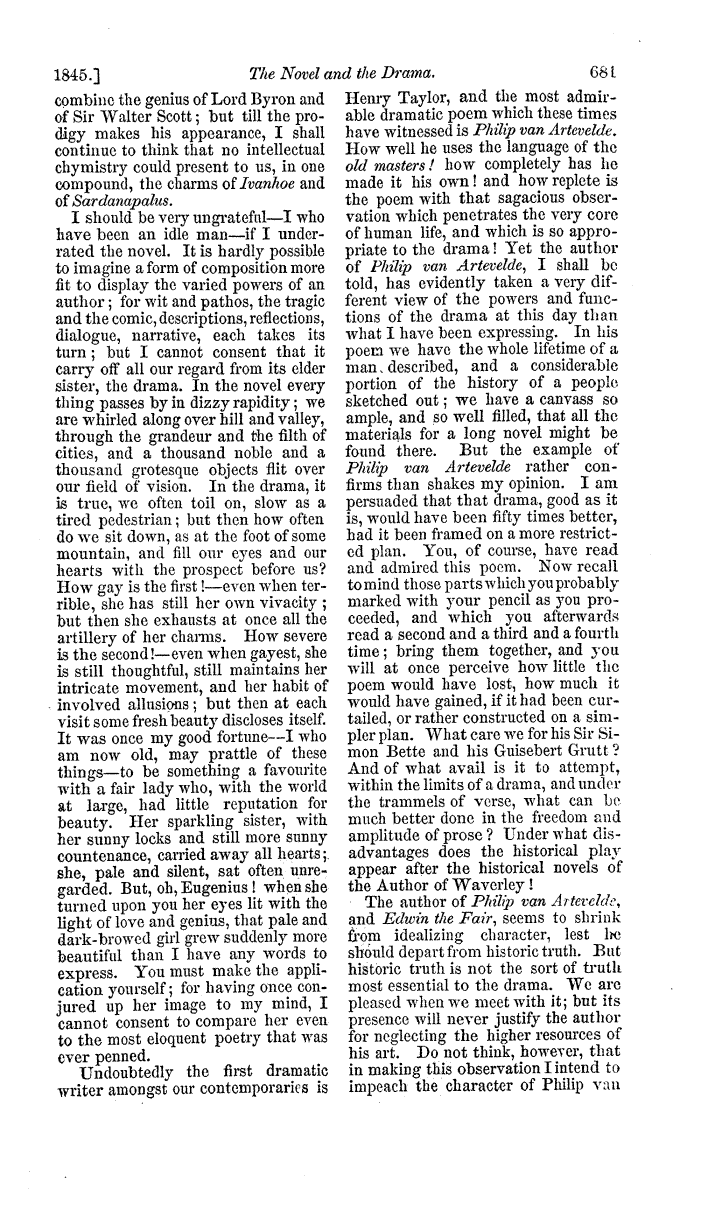 1845.] The Novel and the Drama. 681
combine the genius of Lord Byron and
of Sir Walter Scott; but till the pro-
digy makes his appearance, I shall
continue to think that no intellectual
chymistry could present to us, in one
compound, the charms of Ivanhoe and
of Sardanapalus.
I should be very ungrateful—I who
have been an idle man—if I under-
rated the novel. It is hardly possible
to imagine a form of composition more
fit to display the varied powers of an
author; for wit and pathos, the tragic
and the comic, descriptions, reflections,
dialogue, narrative, each takes its
turn; but I cannot consent that it
carry off all our regard from its elder
sister, the drama. In the novel every
thing passes by in dizzy rapidity; we
are whirled along over hill and valley,
through the grandeur and the filth of
cities, and a thousand noble and a
thousand grotesque objects flit over
our field of vision. In the drama, it
is true, we often toil on, slow as a
tired pedestrian; but then how often
do we sit down, as at the foot of some
mountain, and fill our eyes and our
hearts with the prospect before us?
How gay is the first!—even when ter-
rible, she has still her own vivacity;
but then she exhausts at once all the
artillery of her charms. How severe
is the second!—even when gayest, she
is still thoughtful, still maintains her
intricate movement, and her habit of
involved allusions; but then at each
visit some fresh beauty discloses itself.
It was once my good fortune—I who
am now old, may prattle of these
things—to be something a favourite
with a fair lady who, with the world
at large, had little reputation for
beauty. Her sparkling sister, with
her sunny locks and still more sunny
countenance, carried away all hearts;
she, pale and silent, sat often unre-
garded. But, oh, Eugenius! when she
turned upon you her eyes lit with the
light of love and genius, that pale and
dark-browed girl grew suddenly more
beautiful than I have any words to
express. You must make the appli-
cation yourself; for having once con-
jured up her image to my mind, I
cannot consent to compare her even
to the most eloquent poetry that was
ever penned.
Undoubtedly the first dramatic
writer amongst our contemporaries is
Henry Taylor, and the most admir-
able dramatic poem which these times
have witnessed is Philip van Artevelde.
How well he uses the language of the
old masters! how completely has he
made it his own! and how replete is
the poem with that sagacious obser-
vation which penetrates the very core
of human life, and which is so appro-
priate to the drama! Yet the author
of Philip van Artevelde, I shall be
told, has evidently taken a very dif-
ferent view of the powers and func-
tions of the drama at this day than
what I have been expressing. In his
poem we have the whole lifetime of a
man described, and a considerable
portion of the history of a people
sketched out; we have a canvass so
ample, and so well filled, that all the
materials for a long novel might be
found there. But the example of
Philip van Artevelde rather con-
firms than shakes my opinion. I am
persuaded that that drama, good as it
is, would have been fifty times better,
had it been framed on a more restrict-
ed plan. You, of course, have read
and admired this poem. Now recall
to mind those parts which you probably
marked with your pencil as you pro-
ceeded, and which you afterwards
read a second and a third and a fourth
time; bring them together, and you
will at once perceive how little the
poem would have lost, how much it
would have gained, if it had been cur-
tailed, or rather constructed on a sim-
pler plan. What care we for his Sir Si-
mon Bette and his Guisebert Grutt?
And of what avail is it to attempt,
within the limits of a drama, and under
the trammels of verse, what can be
much better done in the freedom and
amplitude of prose? Under what dis-
advantages does the historical play
appear after the historical novels of
the Author of Waverley!
The author of Philip van Artevelde,
and Edwin the Fair, seems to shrink
from idealizing character, lest he
should depart from historic truth. But
historic truth is not the sort of truth
most essential to the drama. We are
pleased when we meet with it; but its
presence will never justify the author
for neglecting the higher resources of
his art. Do not think, however, that
in making this observation I intend to
impeach the character of Philip van